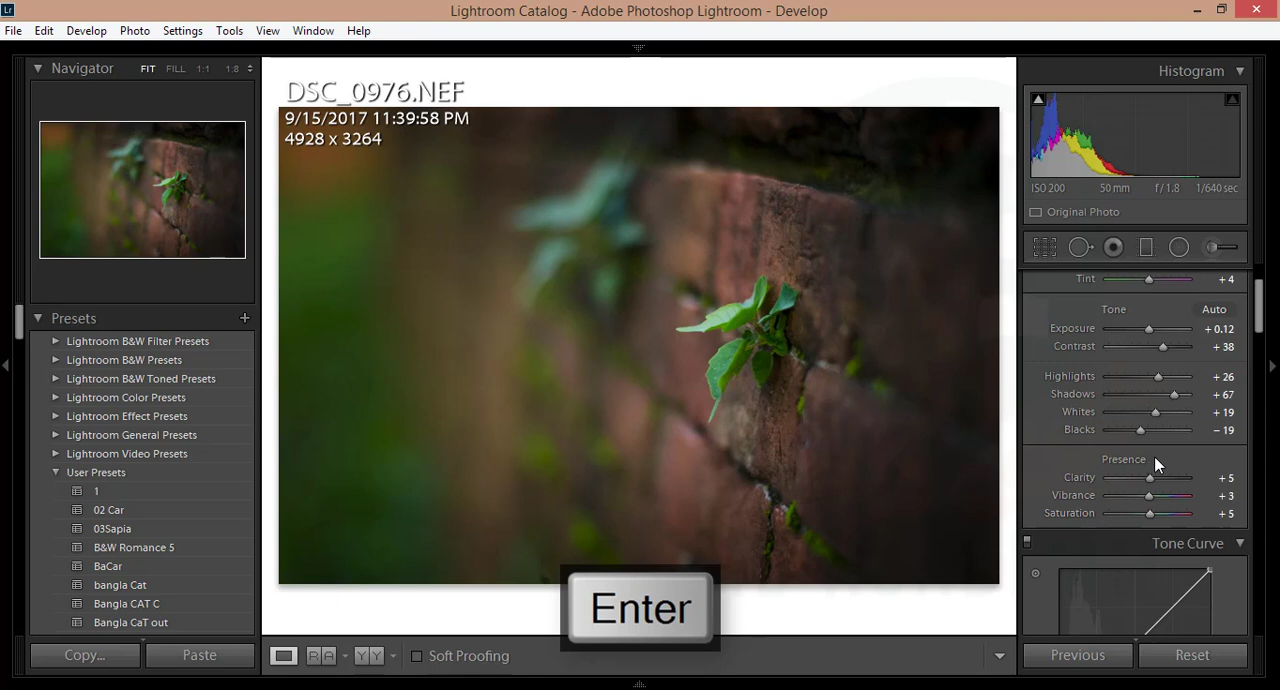 Lr
Lightroom Catalog - Adobe Photoshop Lightroom - Develop
File Edit Develop Photo Settings Tools View Window Help
Navigator FIT FILL 1:1 1:8
Presets +
Lightroom B&W Filter Presets
Lightroom B&W Presets
Lightroom B&W Toned Presets
Lightroom Color Presets
Lightroom Effect Presets
Lightroom General Presets
Lightroom Video Presets
User Presets
1
02 Car
03Sapia
B&W Romance 5
BaCar
bangla Cat
Bangla CAT C
Bangla CaT out
Copy... Paste
DSC_0976.NEF
9/15/2017 11:39:58 PM
4928 x 3264
Enter
R A Y Y Soft Proofing
Histogram
ISO 200 50 mm f / 1.8 1/640 sec
Original Photo
Tint + 4
Tone Auto
Exposure + 0.12
Contrast + 38
Highlights + 26
Shadows + 67
Whites + 19
Blacks − 19
Presence
Clarity + 5
Vibrance + 3
Saturation + 5
Tone Curve
Previous Reset